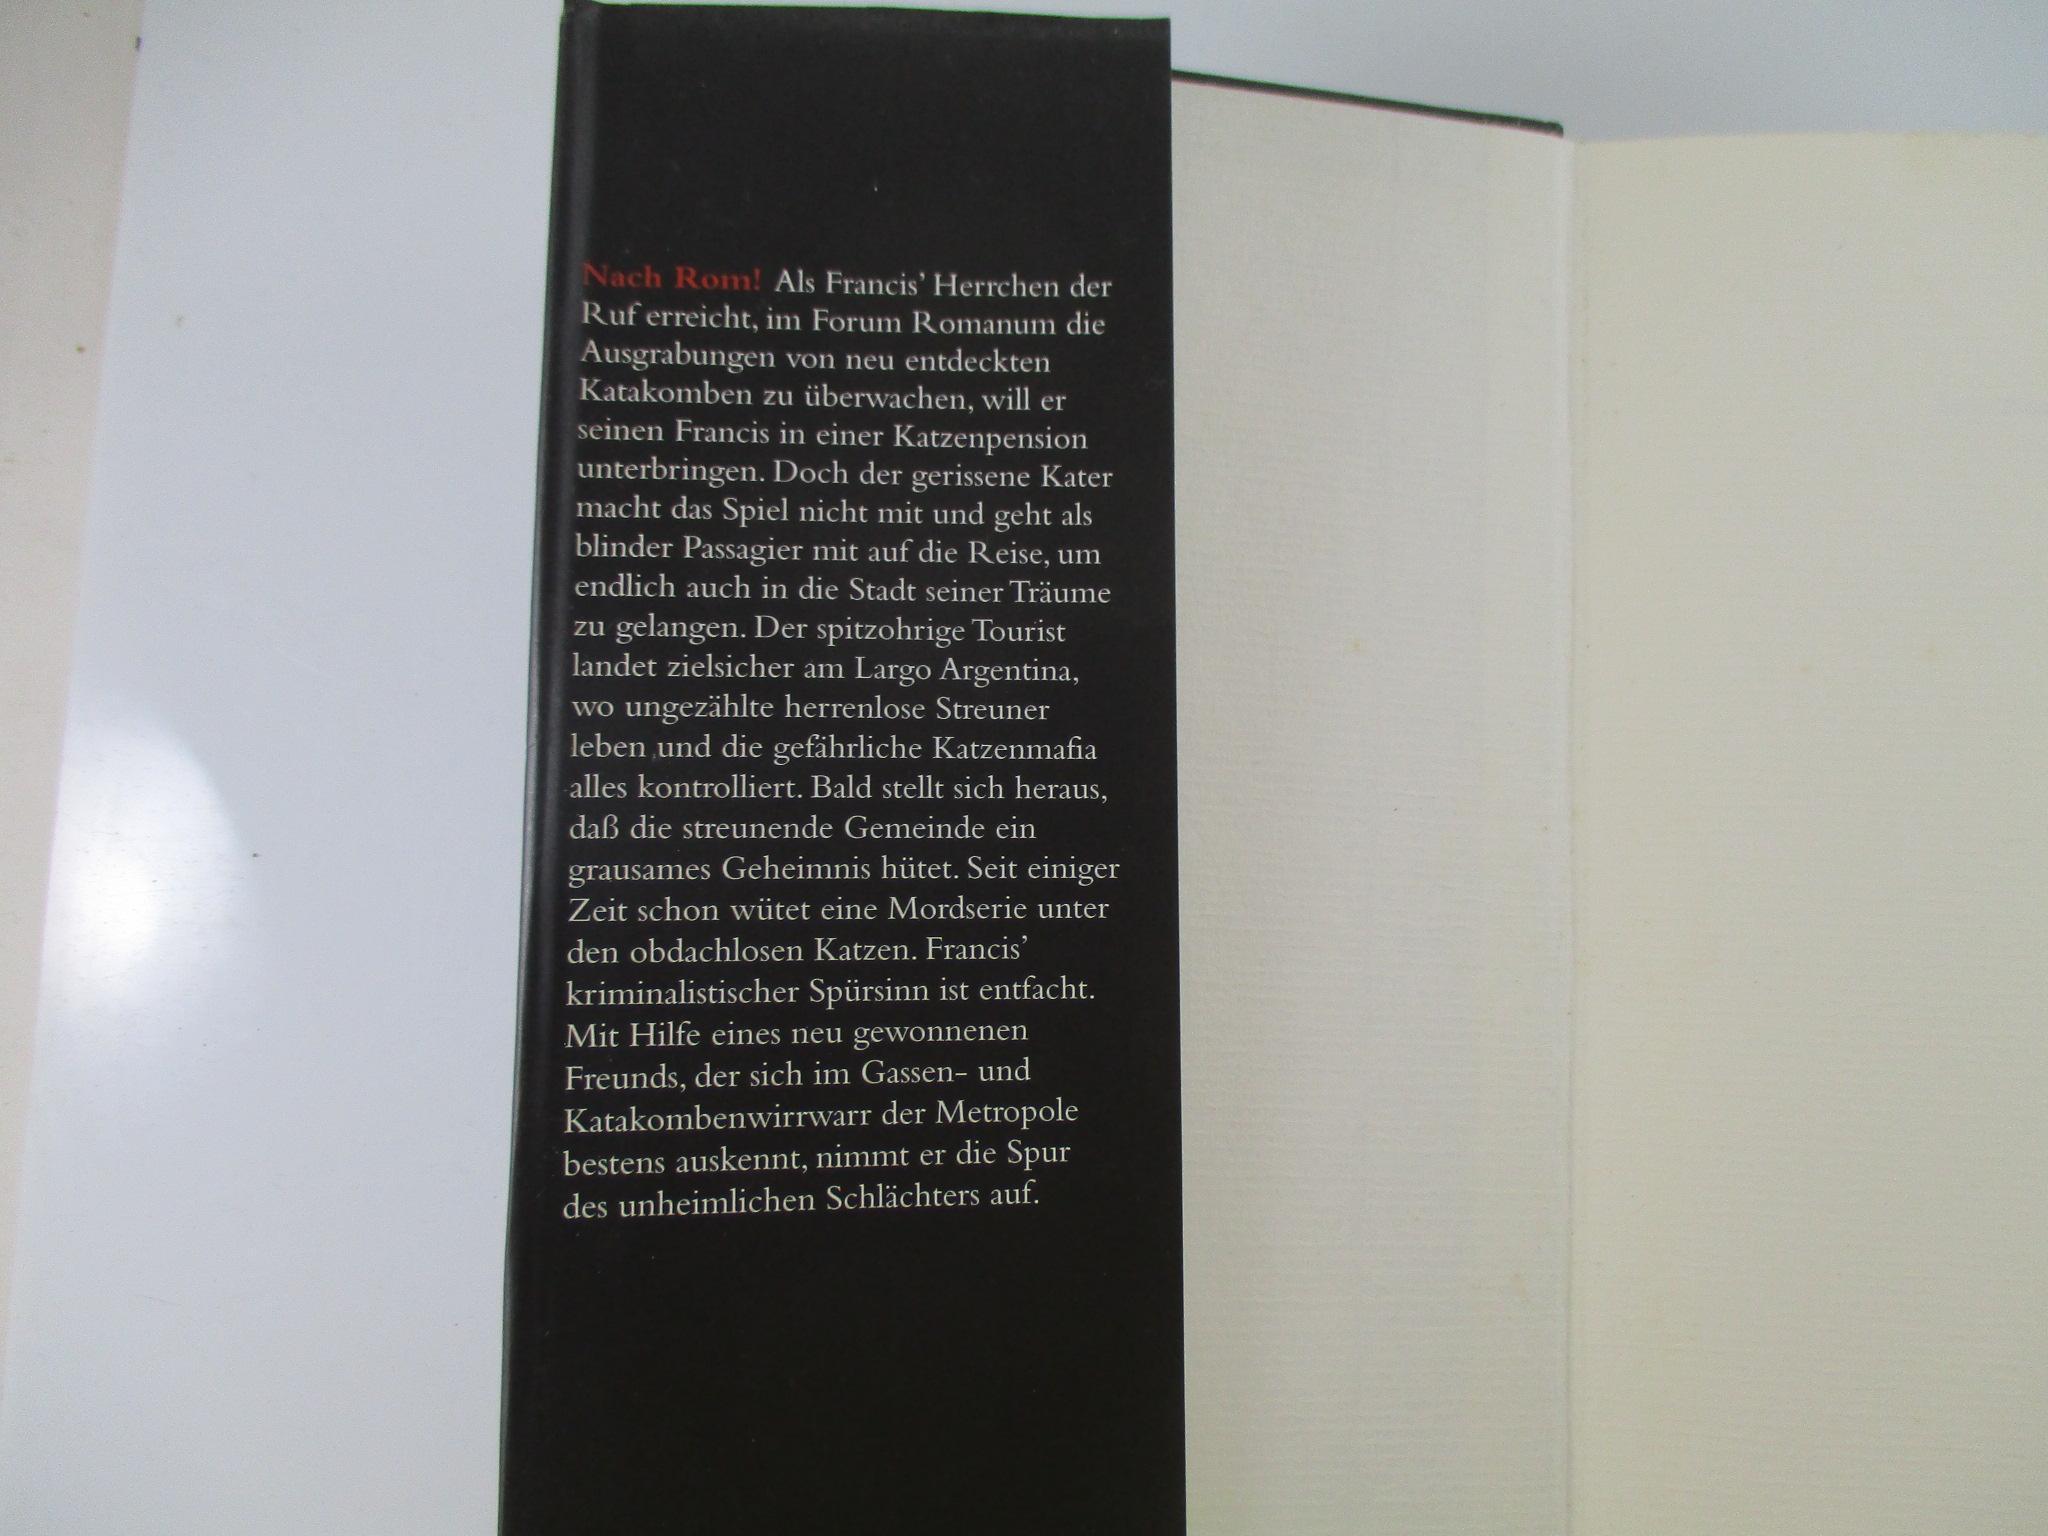 Nach Rom! Als Francis’ Herrchen der
Ruf erreicht, im Forum Romanum die
Ausgrabungen von neu entdeckten
Katakomben zu überwachen, will er
seinen Francis in einer Katzenpension
unterbringen. Doch der gerissene Kater
macht das Spiel nicht mit und geht als
blinder Passagier mit auf die Reise, um
endlich auch in die Stadt seiner Träume
zu gelangen. Der spitzohrige Tourist
landet zielsicher am Largo Argentina,
wo ungezählte herrenlose Streuner
leben und die gefährliche Katzenmafia
alles kontrolliert. Bald stellt sich heraus,
daß die streunende Gemeinde ein
grausames Geheimnis hütet. Seit einiger
Zeit schon wütet eine Mordserie unter
den obdachlosen Katzen. Francis’
kriminalistischer Spürsinn ist entfacht.
Mit Hilfe eines neu gewonnenen
Freunds, der sich im Gassen- und
Katakombenwirrwarr der Metropole
bestens auskennt, nimmt er die Spur
des unheimlichen Schlächters auf.